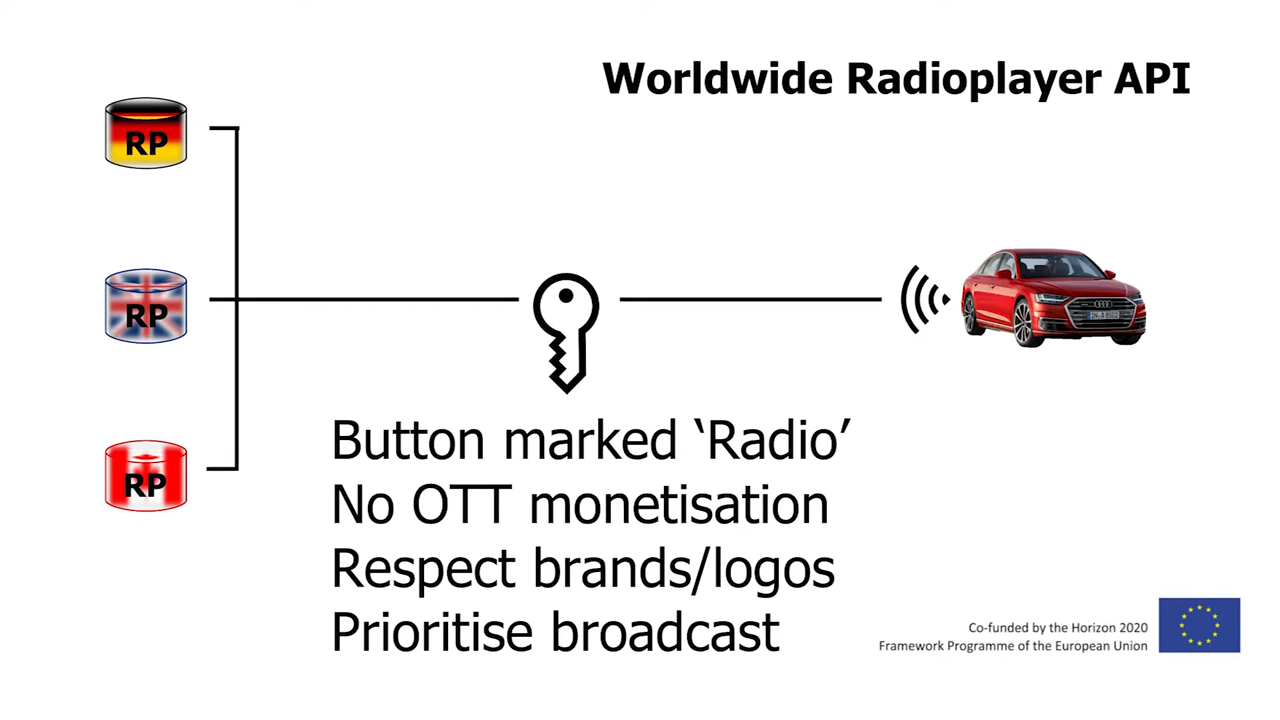 Worldwide Radioplayer API
RP
RP
RP
Button marked ‘Radio’
No OTT monetisation
Respect brands/logos
Prioritise broadcast
Co-funded by the Horizon 2020
Framework Programme of the European Union